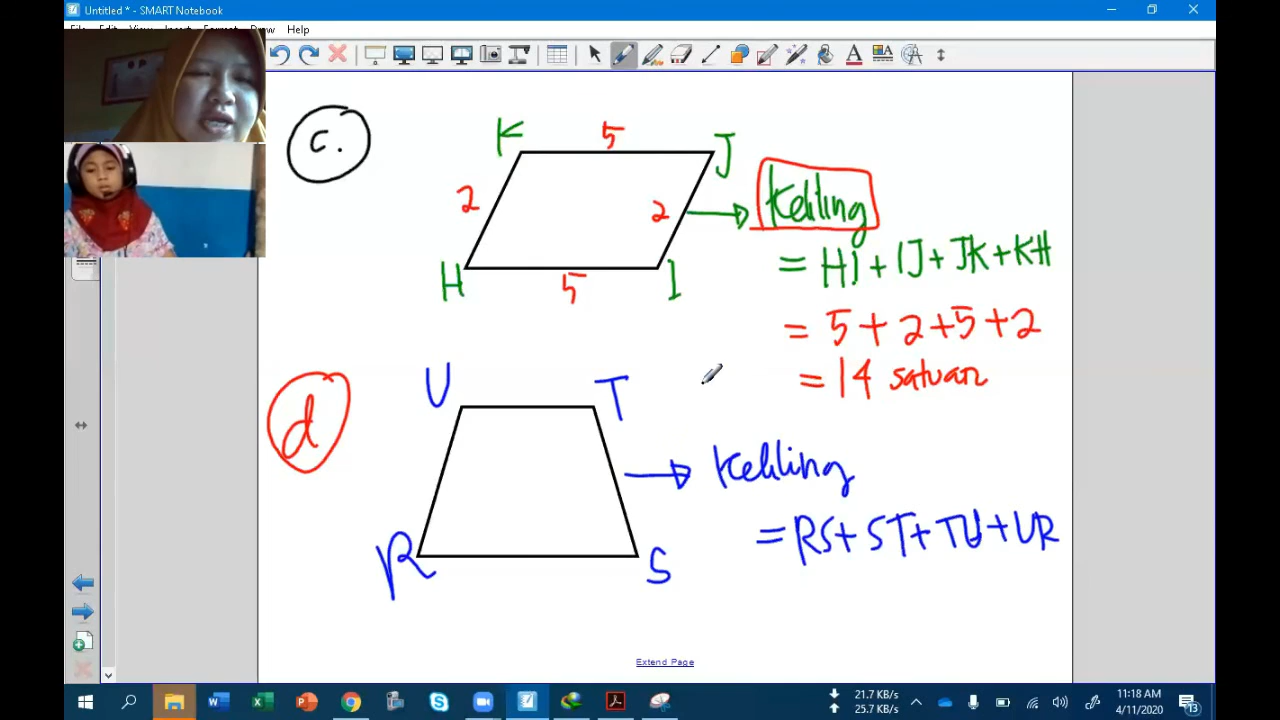 Untitled * - SMART Notebook
File Edit View Insert Format Draw Help
c.
K 5 J
2 2
H 5 I
Keliling
= HI + IJ + JK + KH
= 5 + 2 + 5 + 2
= 14 satuan
d
U T
R S
Keliling
= RS + ST + TU + UR
Extend Page
21.7 KB/s
25.7 KB/s
11:18 AM
4/11/2020
13